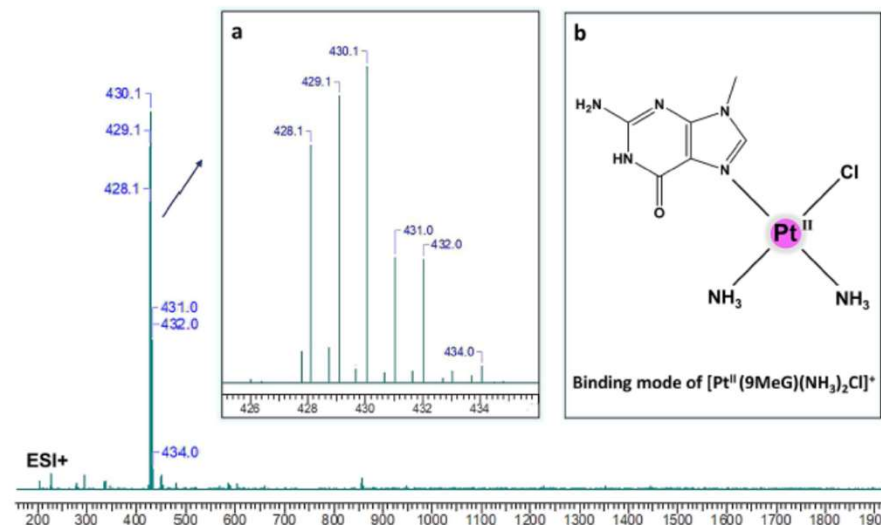 a
430.1
429.1
428.1
431.0
432.0
434.0
426 428 430 432 434
b
H₂N
N
N
HN
N
O
Cl
Pt II
NH₃
NH₃
Binding mode of [Ptᴵᴵ (9MeG)(NH₃)₂Cl]⁺
430.1
429.1
428.1
431.0
432.0
434.0
ESI+
200 300 400 500 600 700 800 900 1000 1100 1200 1300 1400 1500 1600 1700 1800